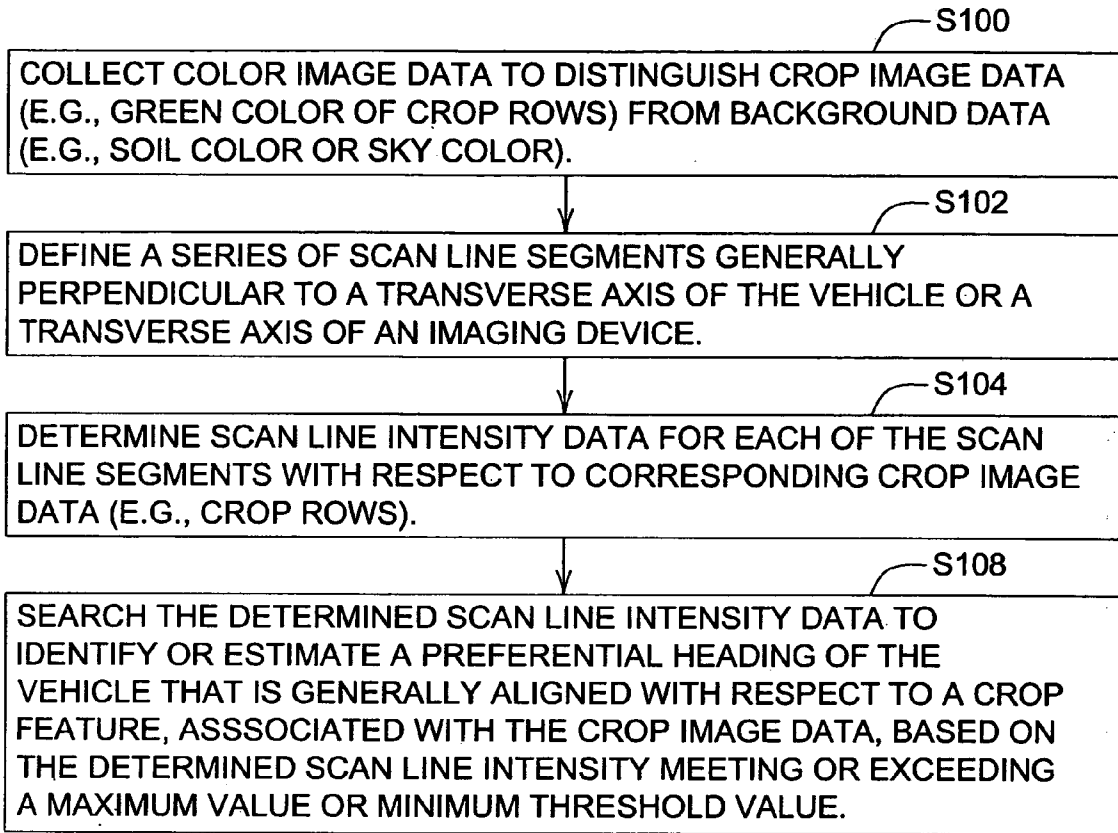 S100
COLLECT COLOR IMAGE DATA TO DISTINGUISH CROP IMAGE DATA
(E.G., GREEN COLOR OF CROP ROWS) FROM BACKGROUND DATA
(E.G., SOIL COLOR OR SKY COLOR).
S102
DEFINE A SERIES OF SCAN LINE SEGMENTS GENERALLY
PERPENDICULAR TO A TRANSVERSE AXIS OF THE VEHICLE OR A
TRANSVERSE AXIS OF AN IMAGING DEVICE.
S104
DETERMINE SCAN LINE INTENSITY DATA FOR EACH OF THE SCAN
LINE SEGMENTS WITH RESPECT TO CORRESPONDING CROP IMAGE
DATA (E.G., CROP ROWS).
S108
SEARCH THE DETERMINED SCAN LINE INTENSITY DATA TO
IDENTIFY OR ESTIMATE A PREFERENTIAL HEADING OF THE
VEHICLE THAT IS GENERALLY ALIGNED WITH RESPECT TO A CROP
FEATURE, ASSSOCIATED WITH THE CROP IMAGE DATA, BASED ON
THE DETERMINED SCAN LINE INTENSITY MEETING OR EXCEEDING
A MAXIMUM VALUE OR MINIMUM THRESHOLD VALUE.